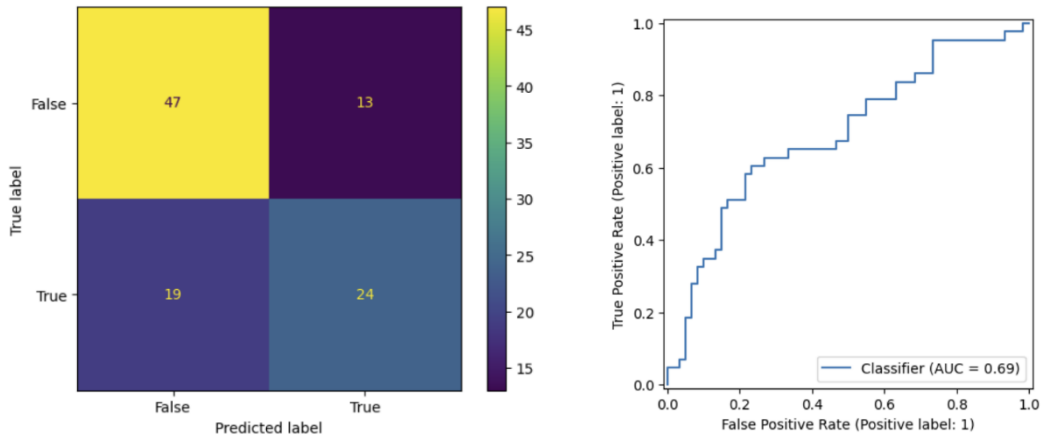 True label
False
True
47
13
19
24
False
True
Predicted label
45
40
35
30
25
20
15
True Positive Rate (Positive label: 1)
1.0
0.8
0.6
0.4
0.2
0.0
Classifier (AUC = 0.69)
0.0
0.2
0.4
0.6
0.8
1.0
False Positive Rate (Positive label: 1)